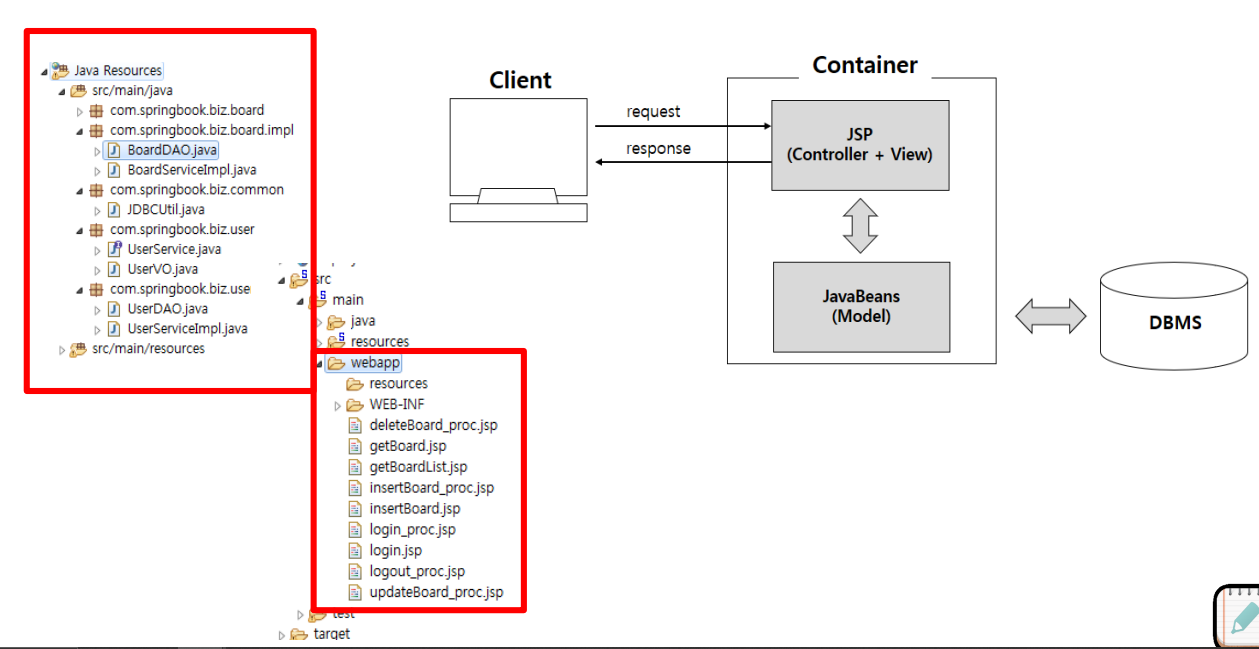 Java Resources
src/main/java
com.springbook.biz.board
com.springbook.biz.board.impl
BoardDAO.java
BoardServiceImpl.java
com.springbook.biz.common
JDBCUtil.java
com.springbook.biz.user
UserService.java
UserVO.java
com.springbook.biz.use
UserDAO.java
UserServiceImpl.java
src/main/resources
src
main
java
resources
webapp
resources
WEB-INF
deleteBoard_proc.jsp
getBoard.jsp
getBoardList.jsp
insertBoard_proc.jsp
insertBoard.jsp
login_proc.jsp
login.jsp
logout_proc.jsp
updateBoard_proc.jsp
test
target
Client
request
response
Container
JSP
(Controller + View)
JavaBeans
(Model)
DBMS